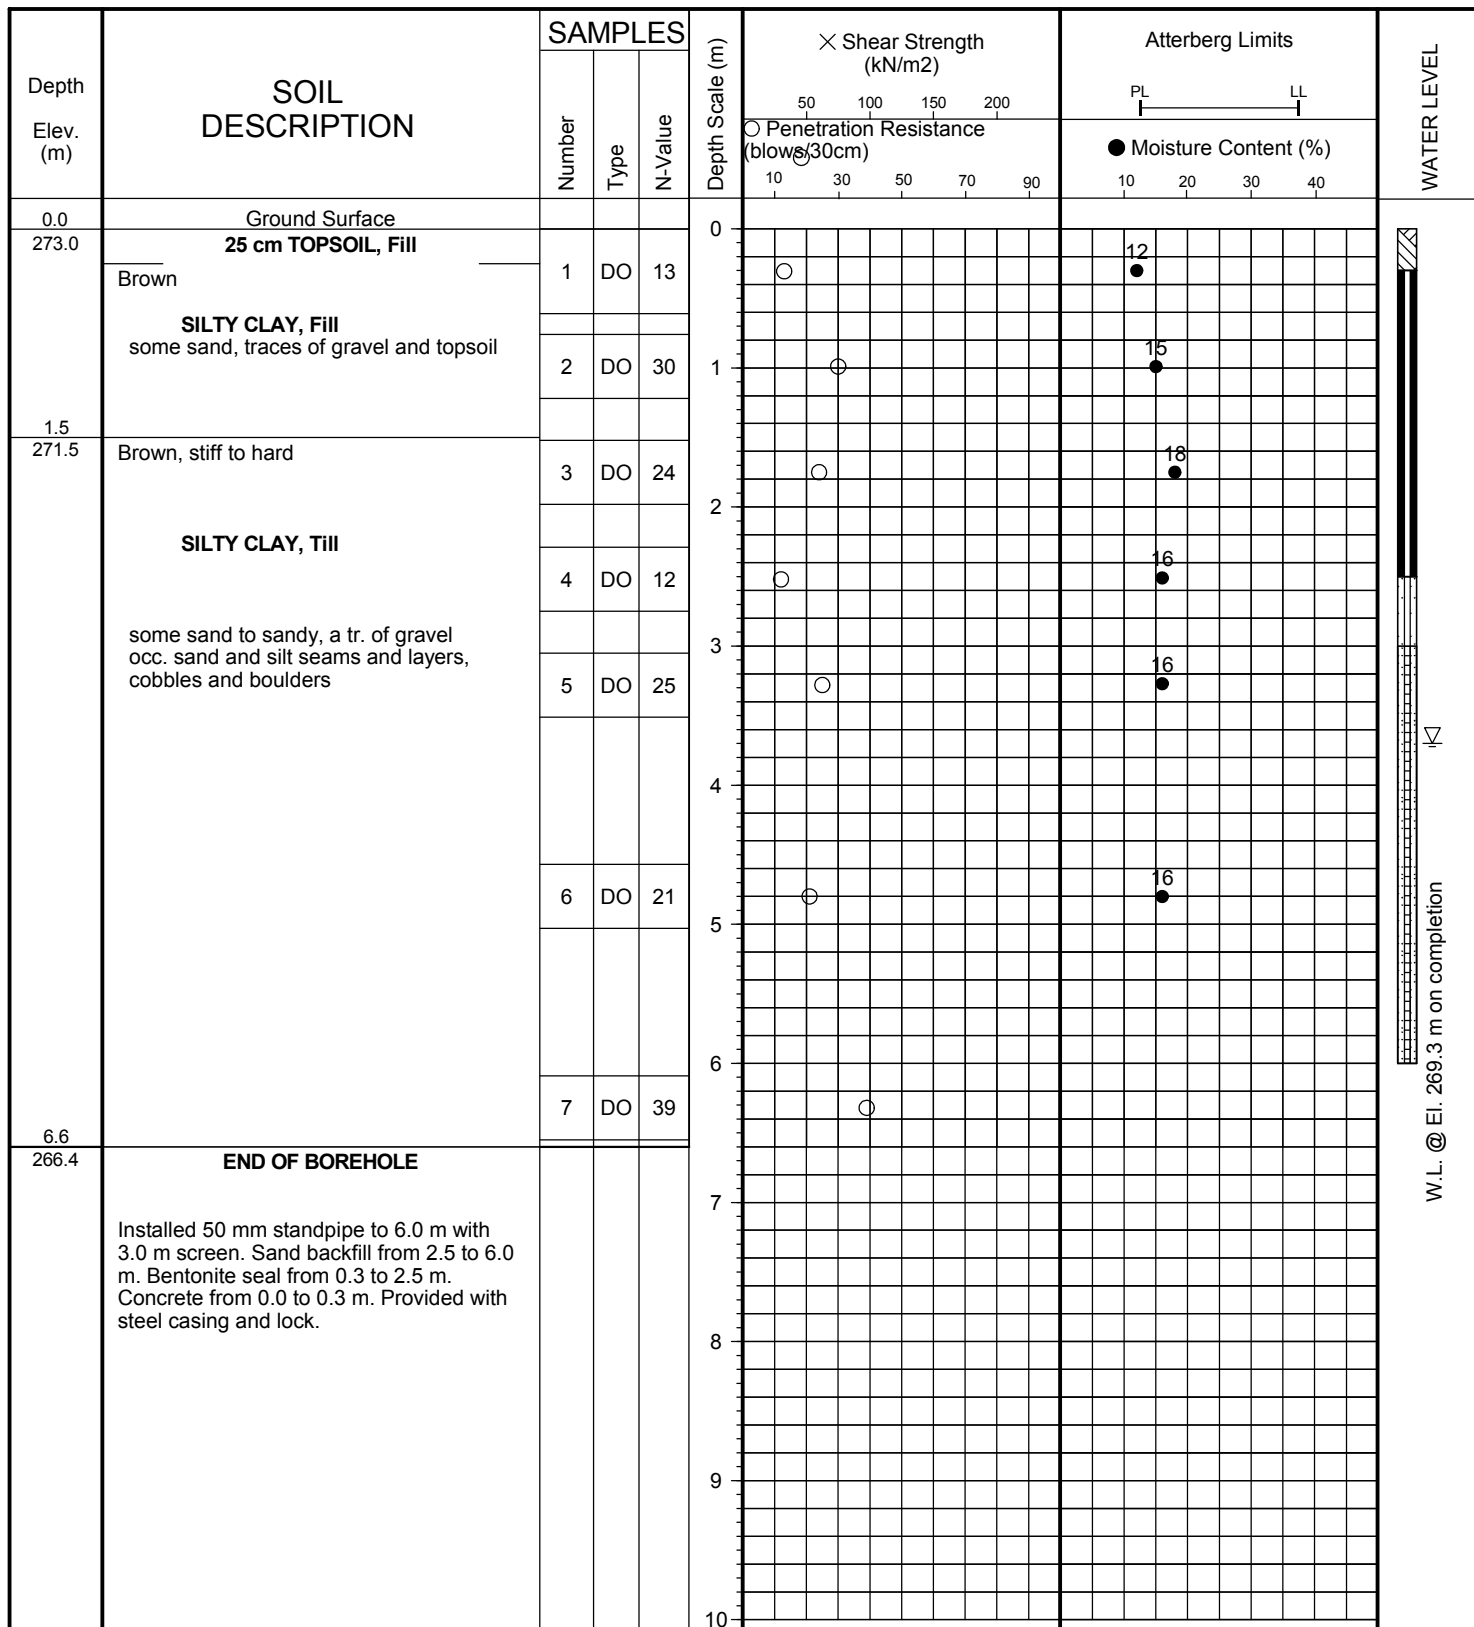 Depth
Elev.
(m)
SOIL
DESCRIPTION
SAMPLES
Number
Type
N-Value
Depth Scale (m)
× Shear Strength
(kN/m2)
50 100 150 200
Penetration Resistance
(blows/30cm)
10 30 50 70 90
Atterberg Limits
PL LL
Moisture Content (%)
10 20 30 40
WATER LEVEL
0.0 Ground Surface
0
273.0 25 cm TOPSOIL, Fill
12
1 DO 13
Brown
SILTY CLAY, Fill
some sand, traces of gravel and topsoil
15
2 DO 30
1
1.5
271.5 Brown, stiff to hard
18
3 DO 24
2
SILTY CLAY, Till
16
4 DO 12
some sand to sandy, a tr. of gravel
3
occ. sand and silt seams and layers,
16
cobbles and boulders
5 DO 25
4
16
6 DO 21
5
6
7 DO 39
W.L. @ El. 269.3 m on completion
6.6
266.4 END OF BOREHOLE
7
Installed 50 mm standpipe to 6.0 m with
3.0 m screen. Sand backfill from 2.5 to 6.0
m. Bentonite seal from 0.3 to 2.5 m.
Concrete from 0.0 to 0.3 m. Provided with
steel casing and lock.
8
9
10